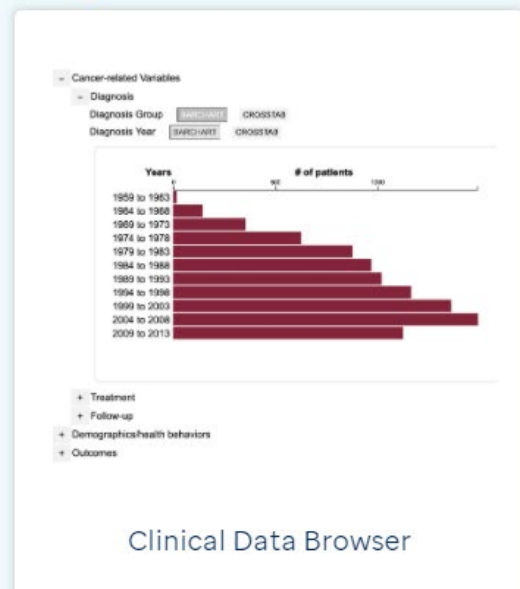 - Cancer-related Variables
- Diagnosis
Diagnosis Group BARCHART CROSSTAB
Diagnosis Year BARCHART CROSSTAB
Years # of patients
0 500 1000
1959 to 1963
1964 to 1968
1969 to 1973
1974 to 1978
1979 to 1983
1984 to 1988
1989 to 1993
1994 to 1998
1999 to 2003
2004 to 2008
2009 to 2013
+ Treatment
+ Follow-up
+ Demographics/health behaviors
+ Outcomes
Clinical Data Browser